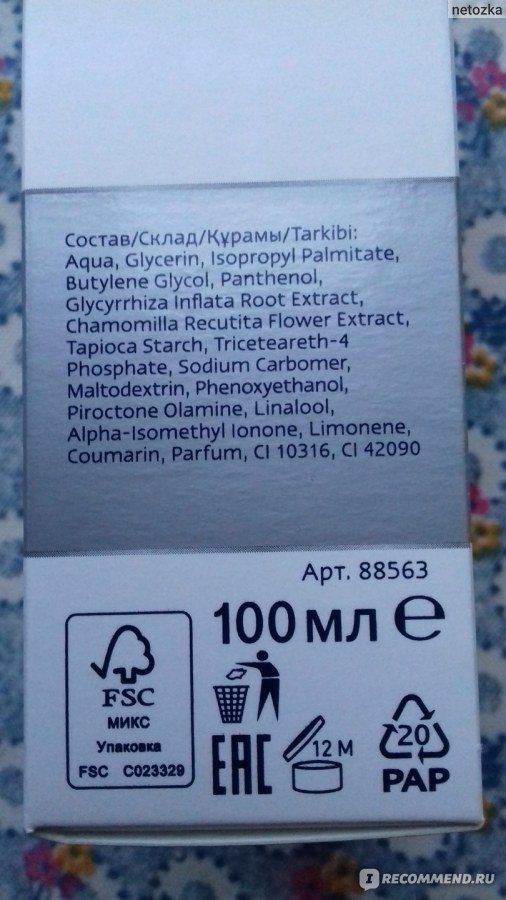 netozka
Состав/Склад/Құрамы/Tarkibi:
Aqua, Glycerin, Isopropyl Palmitate,
Butylene Glycol, Panthenol,
Glycyrrhiza Inflata Root Extract,
Chamomilla Recutita Flower Extract,
Tapioca Starch, Triceteareth-4
Phosphate, Sodium Carbomer,
Maltodextrin, Phenoxyethanol,
Piroctone Olamine, Linalool,
Alpha-Isomethyl Ionone, Limonene,
Coumarin, Parfum, CI 10316, CI 42090
Арт. 88563
100 мл e
FSC
МИКС
Упаковка
FSC C023329
EAC
12 M
20
PAP
IRECOMMEND.RU